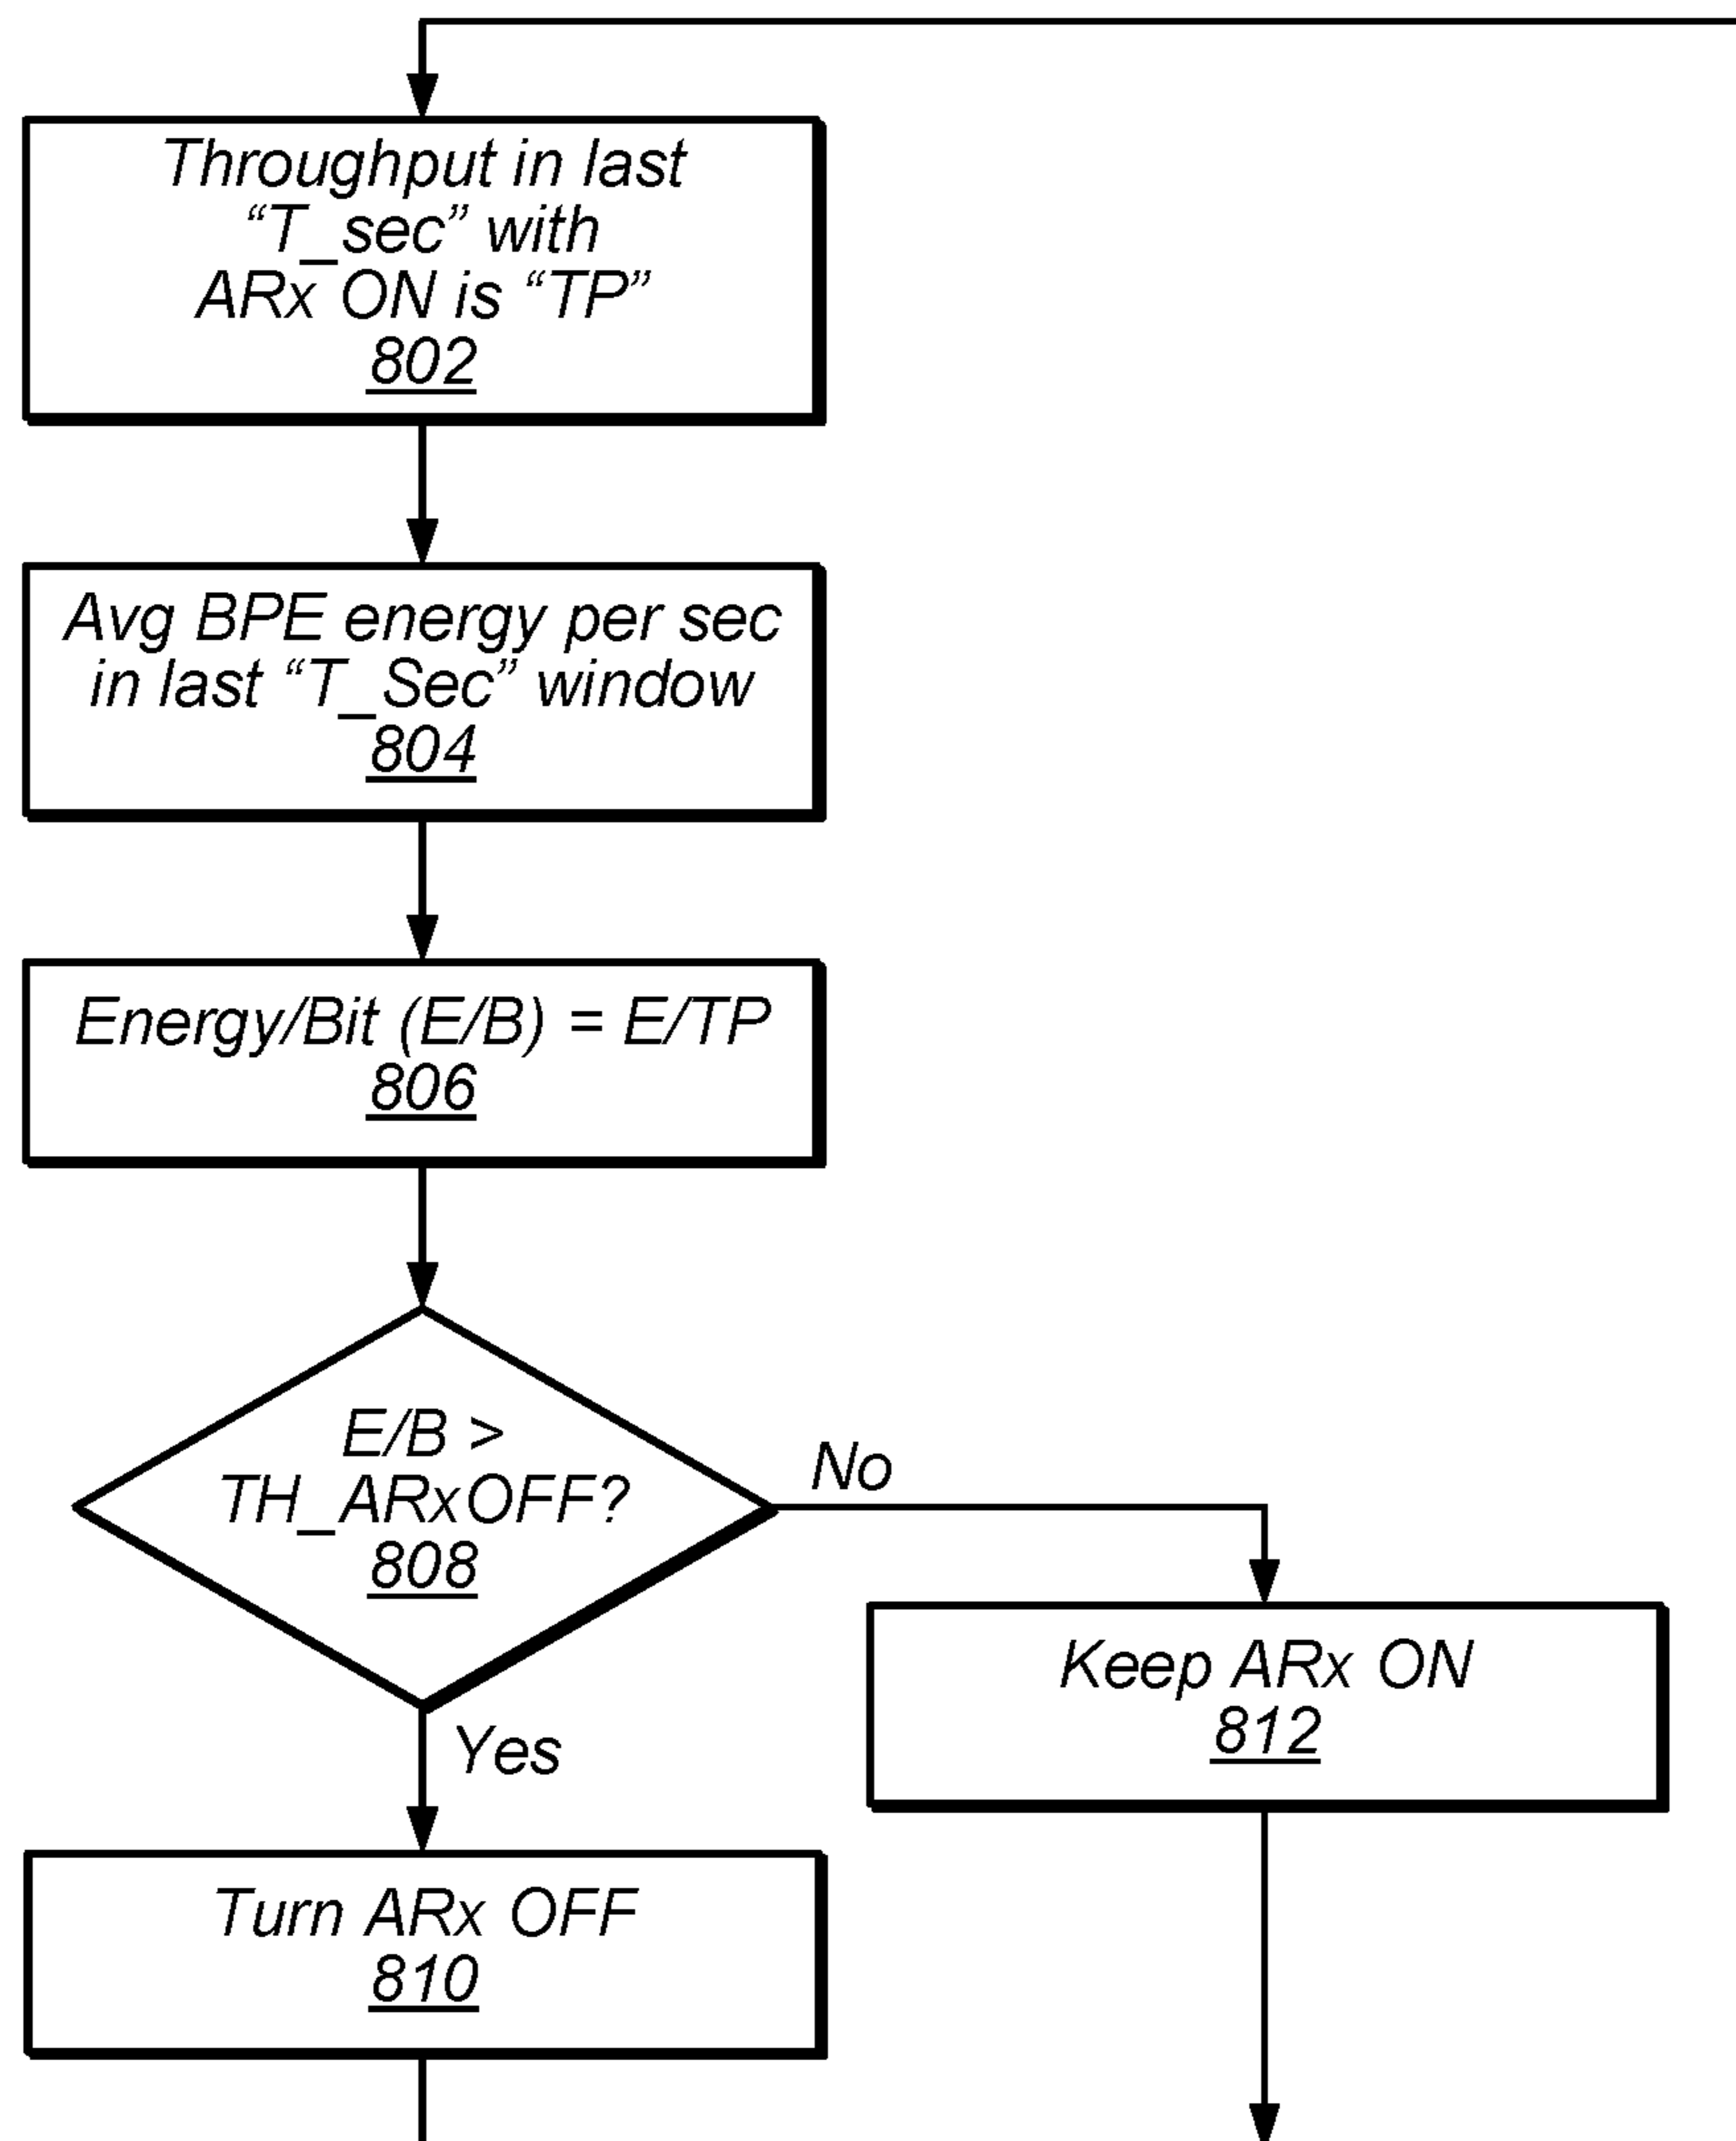 Throughput in last
“T_sec” with
ARx ON is “TP”
802
Avg BPE energy per sec
in last “T_Sec” window
804
Energy/Bit (E/B) = E/TP
806
E/B >
TH_ARxOFF?
808
No
Keep ARx ON
812
Yes
Turn ARx OFF
810